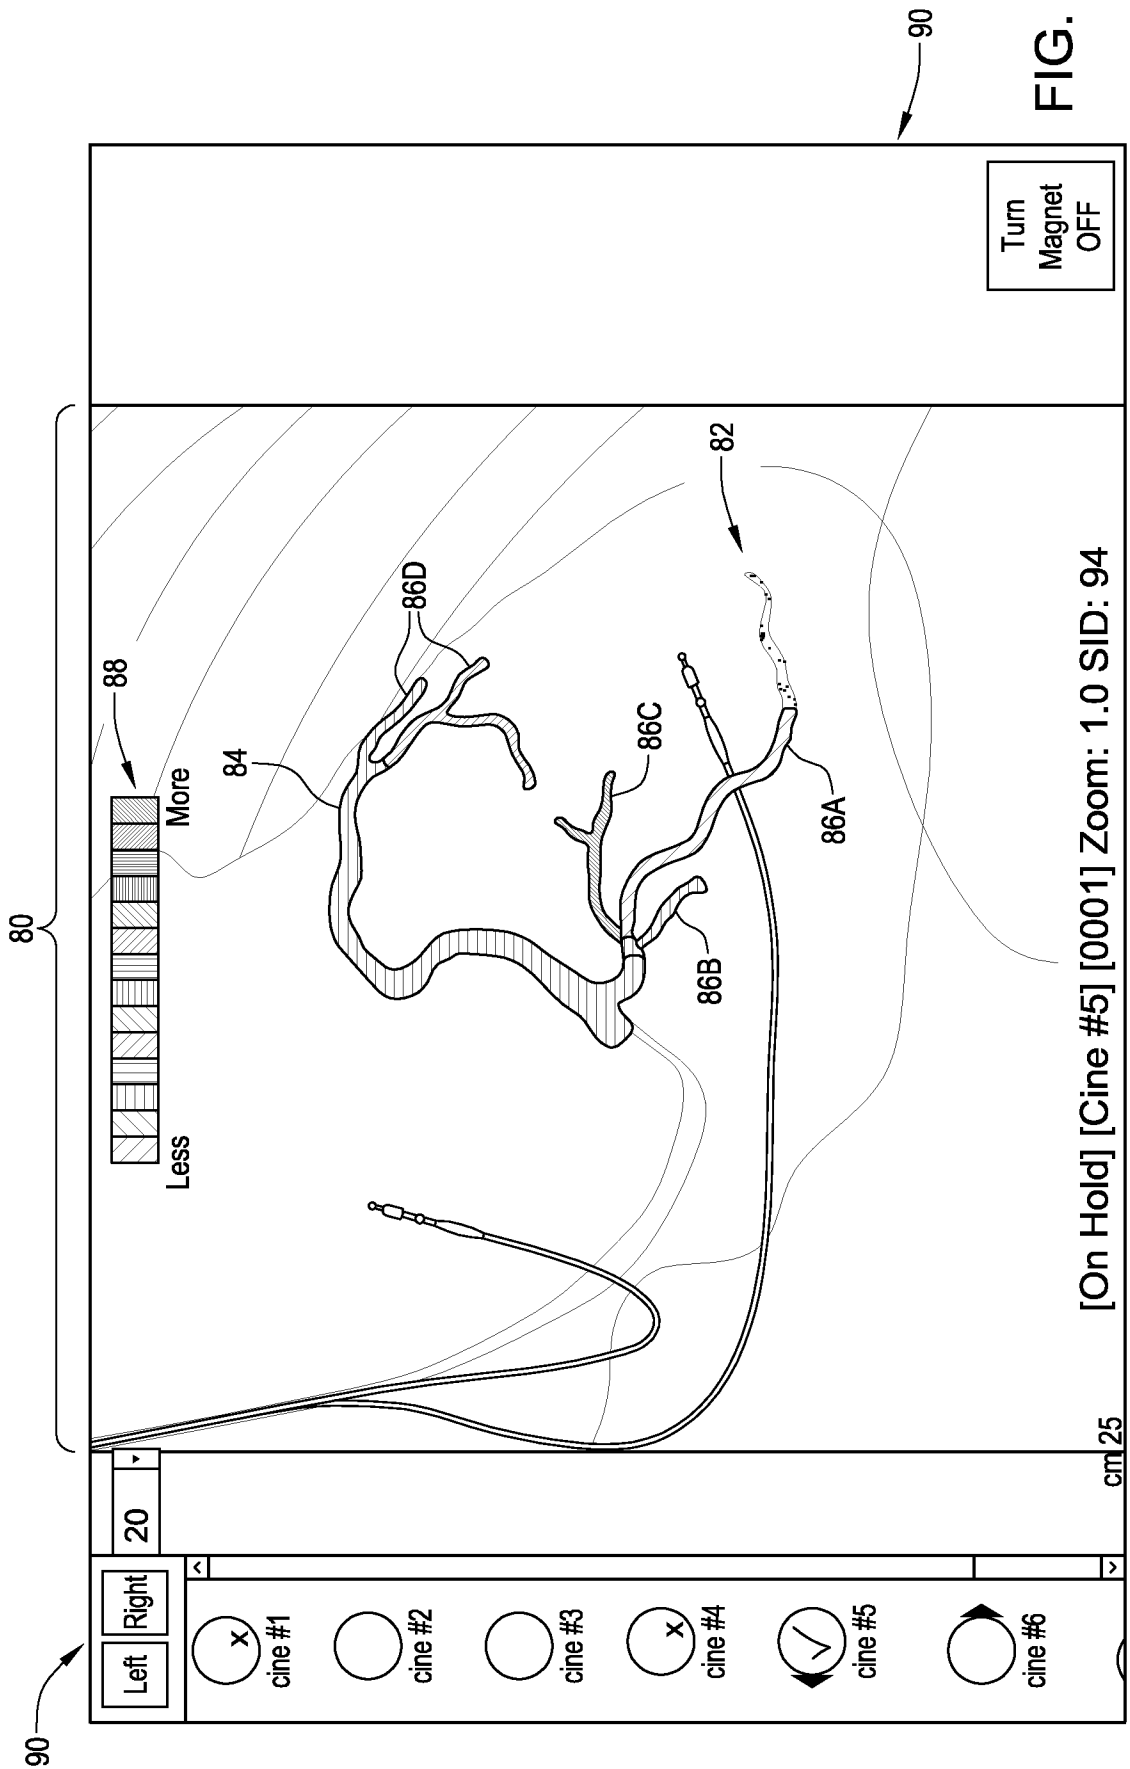 90
Left
Right
20
cine #1
cine #2
cine #3
cine #4
cine #5
cine #6
80
Less
More
88
84
86D
86C
86B
86A
82
cm 25
[On Hold] [Cine #5] [0001] Zoom: 1.0 SID: 94
90
Turn
Magnet
OFF
FIG.